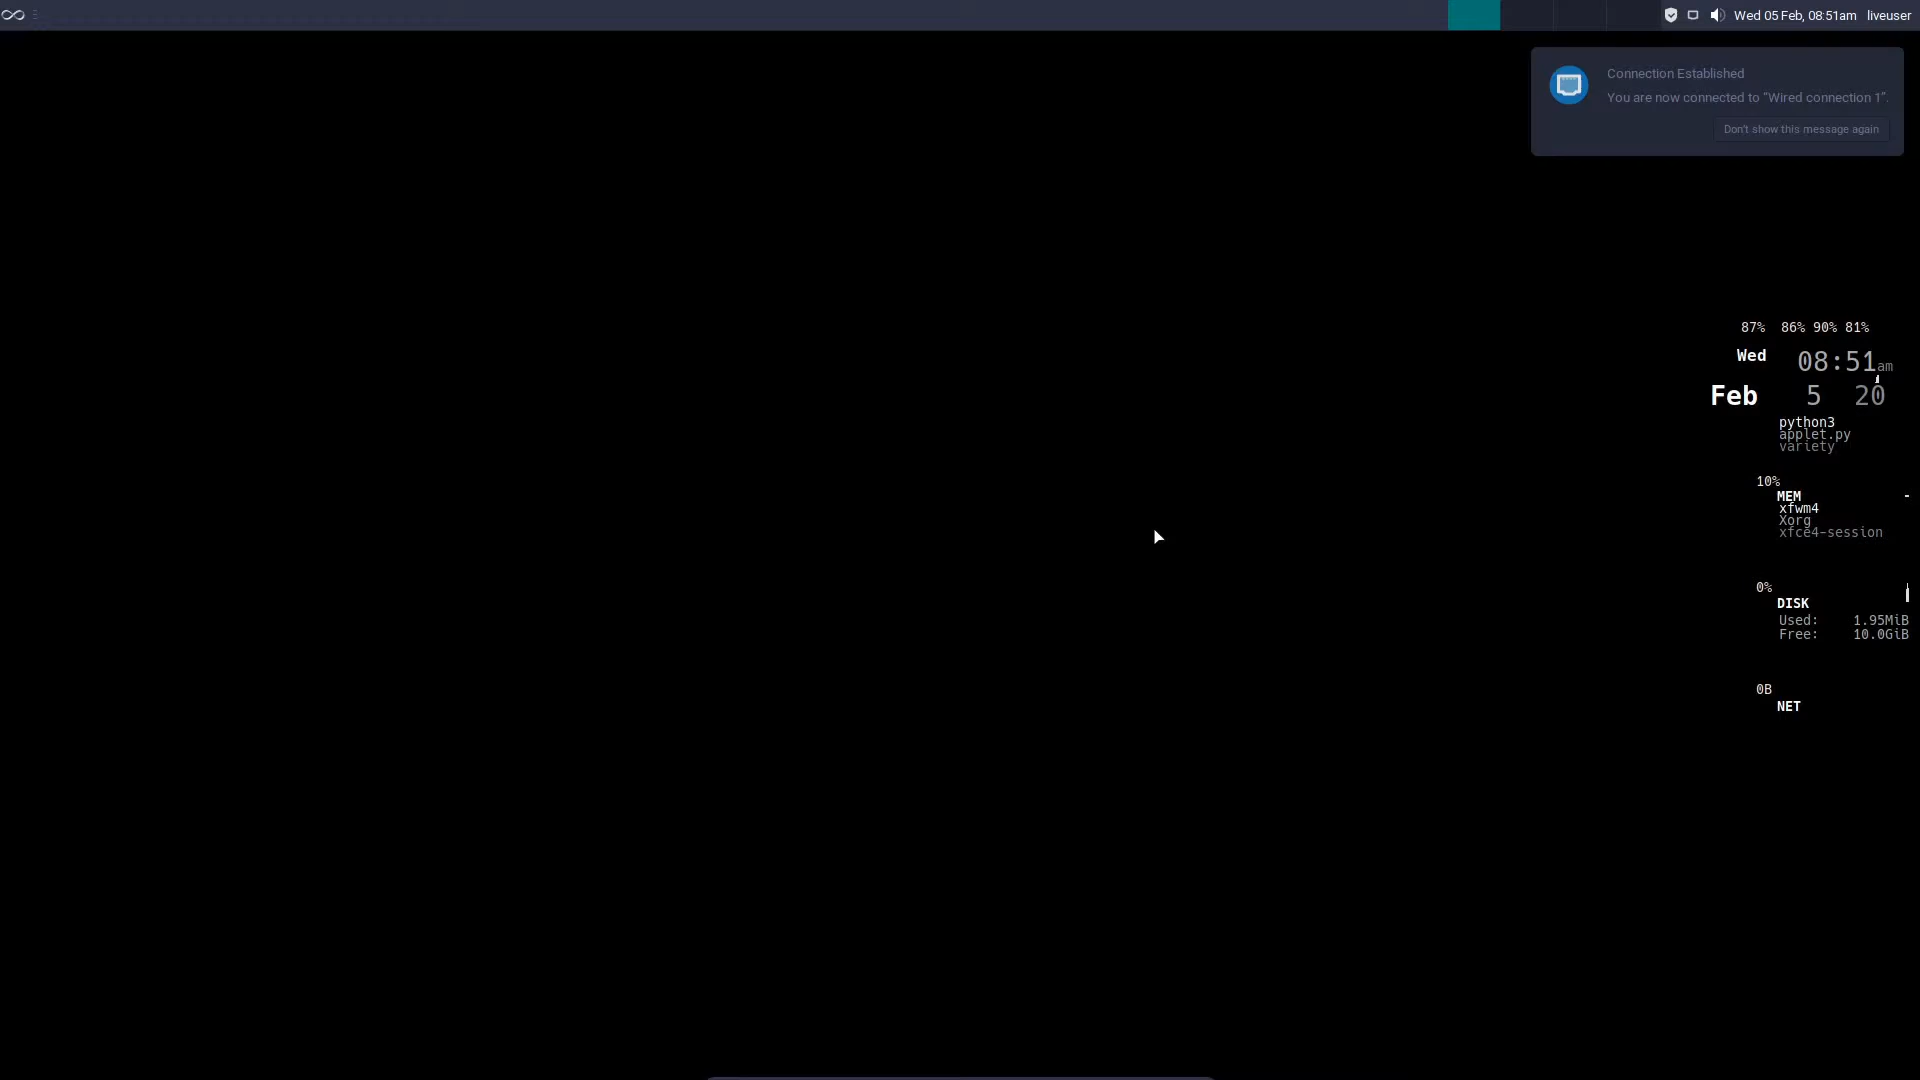 Wed 05 Feb, 08:51am liveuser
Connection Established
You are now connected to “Wired connection 1”.
Don't show this message again
87% 86% 90% 81%
Wed 08:51am
Feb 5 20
python3
applet.py
variety
10%
MEM
xfwm4
Xorg
xfce4-session
0%
DISK
Used: 1.95MiB
Free: 10.0GiB
0B
NET